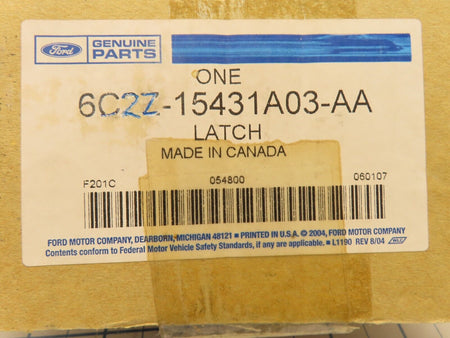 Ford
GENUINE
PARTS
ONE
6C2Z-15431A03-AA
LATCH
MADE IN CANADA
F201C 054800 060107
FORD MOTOR COMPANY, DEARBORN, MICHIGAN 48121 ■ PRINTED IN U.S.A. © 2004, FORD MOTOR COMPANY
Contents conform to Federal Motor Vehicle Safety Standards, if any are applicable. ■ L1190 REV 8/04